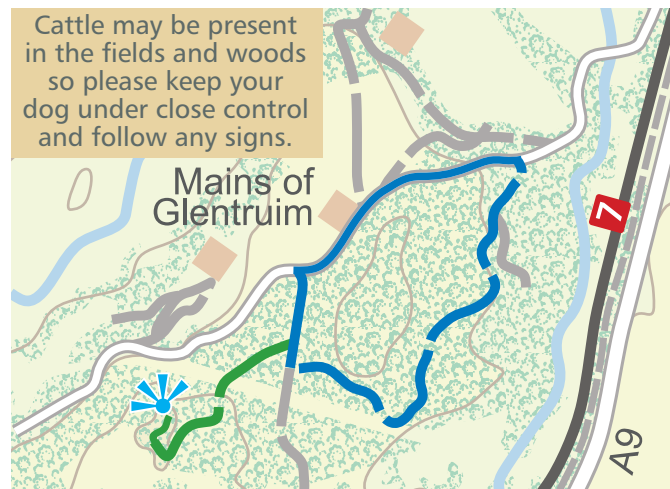 Cattle may be present
in the fields and woods
so please keep your
dog under close control
and follow any signs.
Mains of
Glentruim
7
A9